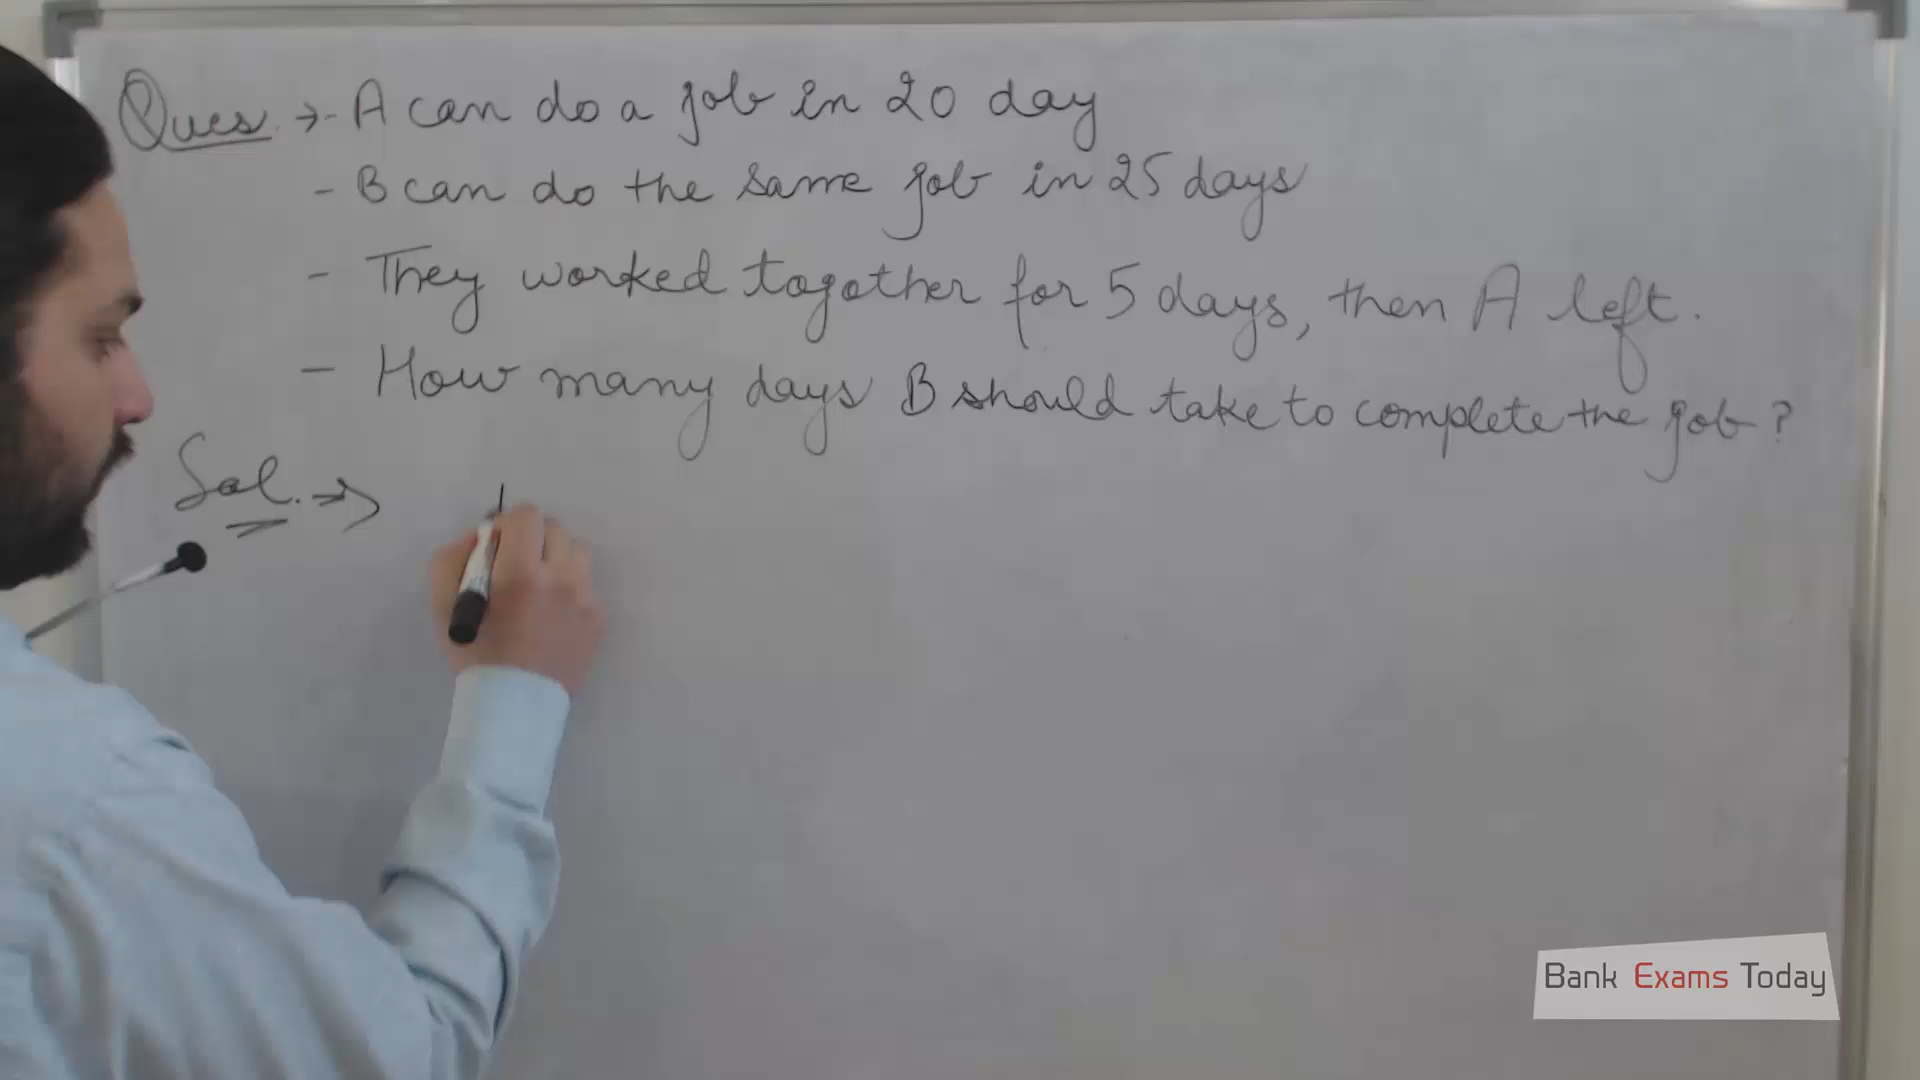 Ques. → - A can do a job in 20 day
- B can do the same job in 25 days
- They worked together for 5 days, then A left.
- How many days B should take to complete the job?
Sol. →
Bank Exams Today